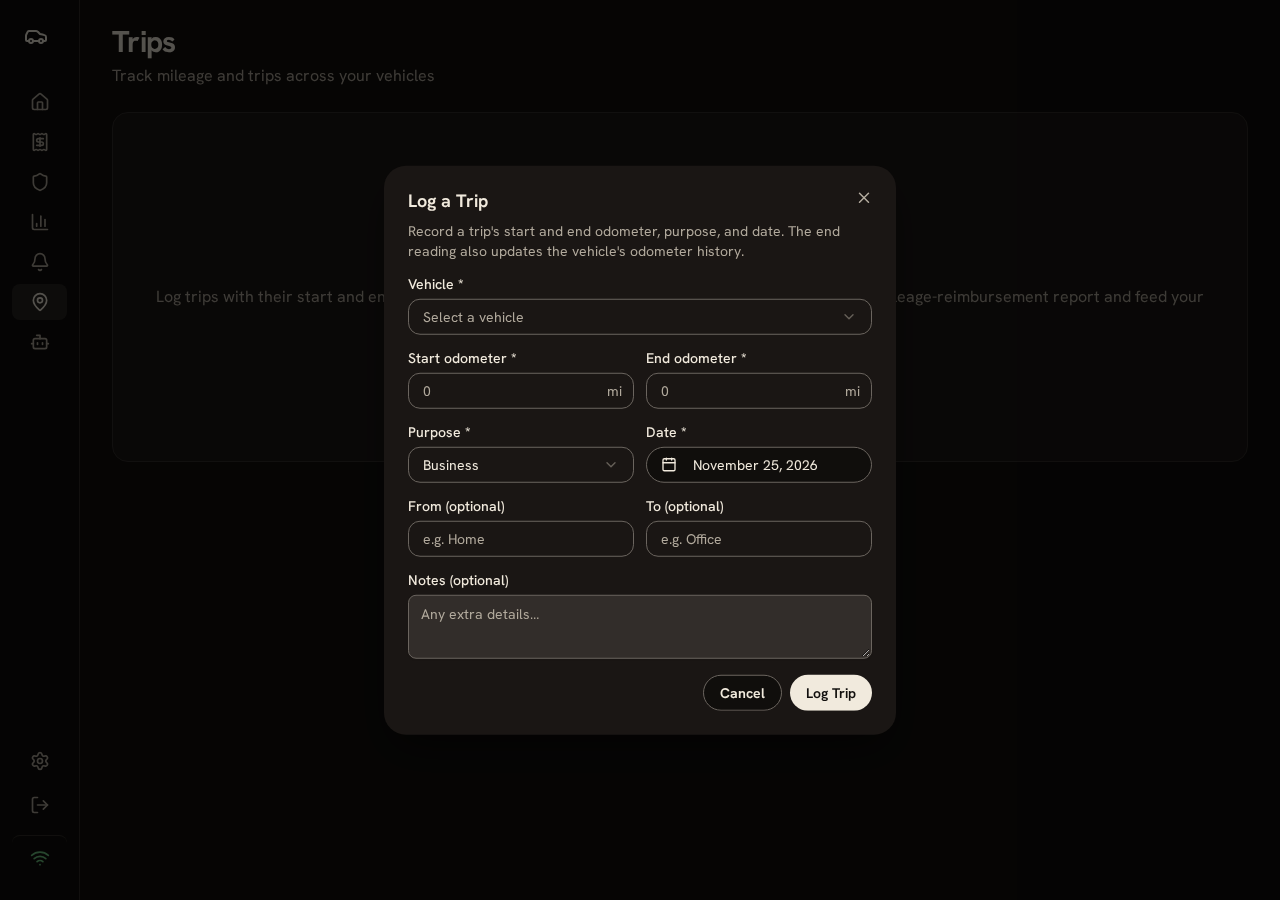 Trips
Track mileage and trips across your vehicles
Log a Trip
Record a trip's start and end odometer, purpose, and date. The end
reading also updates the vehicle's odometer history.
Vehicle *
Select a vehicle
Log trips with their start and
eage-reimbursement report and feed your
Start odometer *
End odometer *
0 mi
0 mi
Purpose *
Date *
Business
November 25, 2026
From (optional)
To (optional)
e.g. Home
e.g. Office
Notes (optional)
Any extra details...
Cancel
Log Trip